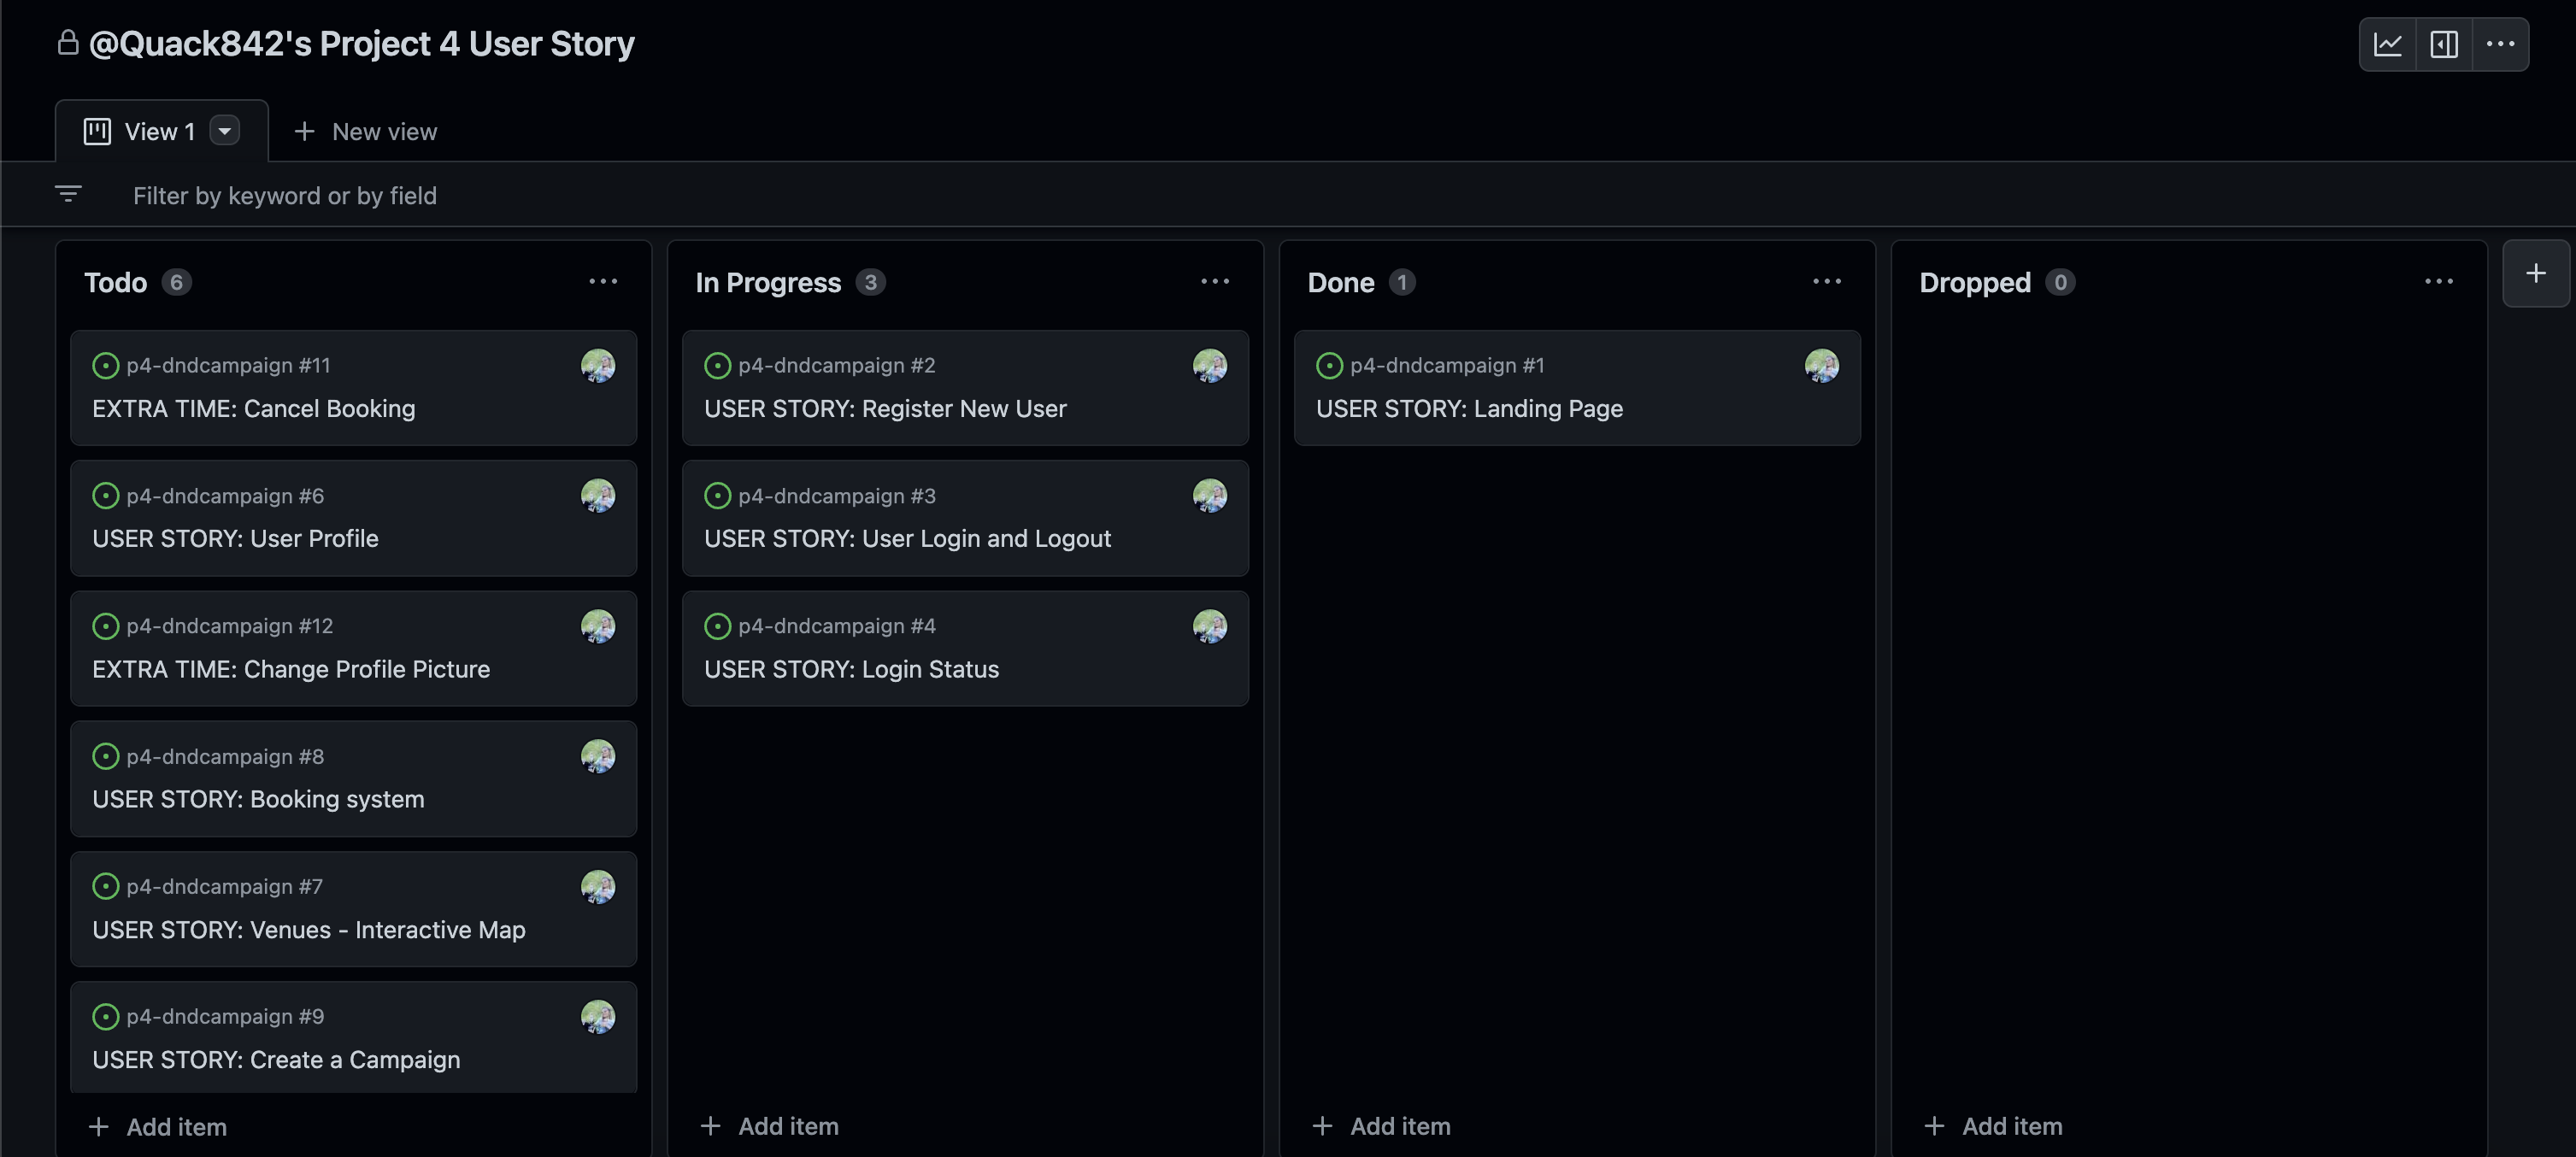 @Quack842's Project 4 User Story
View 1
New view
Filter by keyword or by field
Todo 6
p4-dndcampaign #11
EXTRA TIME: Cancel Booking
p4-dndcampaign #6
USER STORY: User Profile
p4-dndcampaign #12
EXTRA TIME: Change Profile Picture
p4-dndcampaign #8
USER STORY: Booking system
p4-dndcampaign #7
USER STORY: Venues - Interactive Map
p4-dndcampaign #9
USER STORY: Create a Campaign
+ Add item
In Progress 3
p4-dndcampaign #2
USER STORY: Register New User
p4-dndcampaign #3
USER STORY: User Login and Logout
p4-dndcampaign #4
USER STORY: Login Status
+ Add item
Done 1
p4-dndcampaign #1
USER STORY: Landing Page
+ Add item
Dropped 0
+ Add item